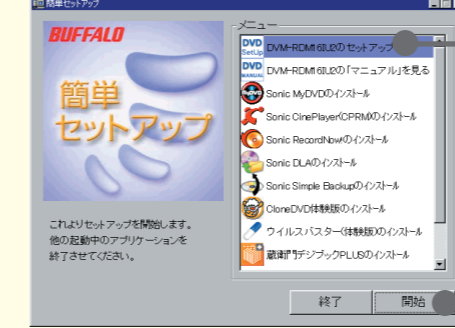 簡単セットアップ
BUFFALO
簡単
セットアップ
これよりセットアップを開始します。
他の起動中のアプリケーションを
終了させてください。
メニュー
DVD SetUp DVM-RDM16IU2のセットアップ
DVD MANUAL DVM-RDM16IU2の「マニュアル」を見る
Sonic MyDVDのインストール
Sonic CinePlayer(CPRM)のインストール
Sonic RecordNow!のインストール
Sonic DLAのインストール
Sonic Simple Backupのインストール
CloneDVD体験版のインストール
ウイルスバスター(体験版)のインストール
蔵衛門デジブックPLUSのインストール
終了
開始